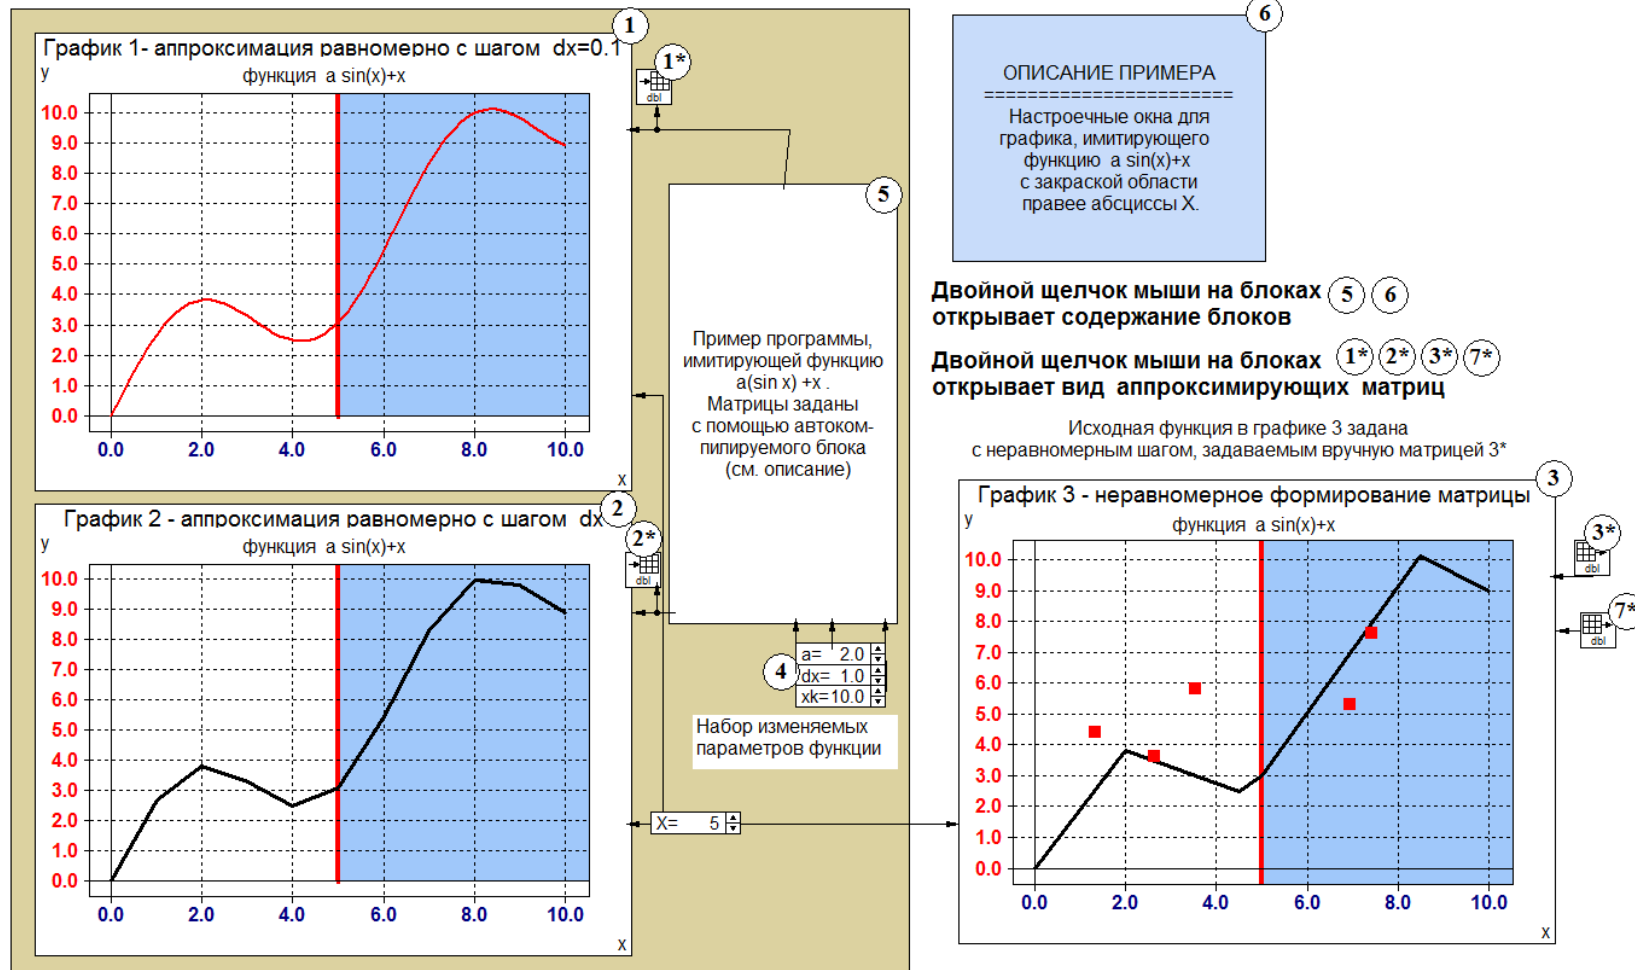 1
График 1- аппроксимация равномерно с шагом dx=0.1
y
функция a sin(x)+x
10.0
9.0
8.0
7.0
6.0
5.0
4.0
3.0
2.0
1.0
0.0
0.0 2.0 4.0 6.0 8.0 10.0
x
1*
dbl
2
График 2 - аппроксимация равномерно с шагом dx
y
функция a sin(x)+x
10.0
9.0
8.0
7.0
6.0
5.0
4.0
3.0
2.0
1.0
0.0
0.0 2.0 4.0 6.0 8.0 10.0
x
2*
dbl
5
Пример программы,
имитирующей функцию
a(sin x) +x .
Матрицы заданы
с помощью автоком-
пилируемого блока
(см. описание)
4
a= 2.0
dx= 1.0
xk=10.0
Набор изменяемых
параметров функции
X= 5
6
ОПИСАНИЕ ПРИМЕРА
=======================
Настроечные окна для
графика, имитирующего
функцию a sin(x)+x
с закраской области
правее абсциссы X.
Двойной щелчок мыши на блоках 5 6
открывает содержание блоков
Двойной щелчок мыши на блоках 1* 2* 3* 7*
открывает вид аппроксимирующих матриц
Исходная функция в графике 3 задана
с неравномерным шагом, задаваемым вручную матрицей 3*
3
График 3 - неравномерное формирование матрицы
y
функция a sin(x)+x
10.0
9.0
8.0
7.0
6.0
5.0
4.0
3.0
2.0
1.0
0.0
0.0 2.0 4.0 6.0 8.0 10.0
x
3*
dbl
7*
dbl